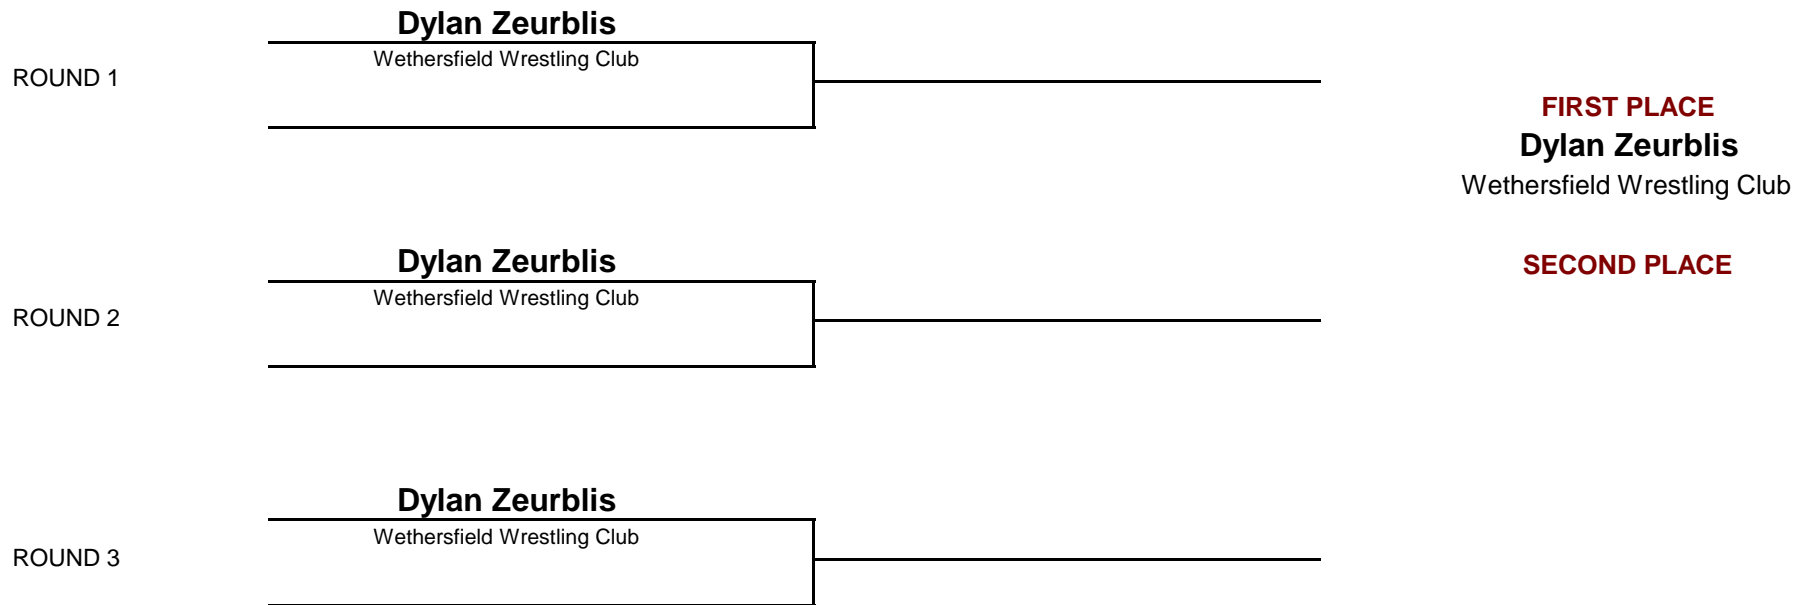 Dylan Zeurblis
Wethersfield Wrestling Club
ROUND 1
FIRST PLACE
Dylan Zeurblis
Wethersfield Wrestling Club
Dylan Zeurblis
SECOND PLACE
Wethersfield Wrestling Club
ROUND 2
Dylan Zeurblis
Wethersfield Wrestling Club
ROUND 3